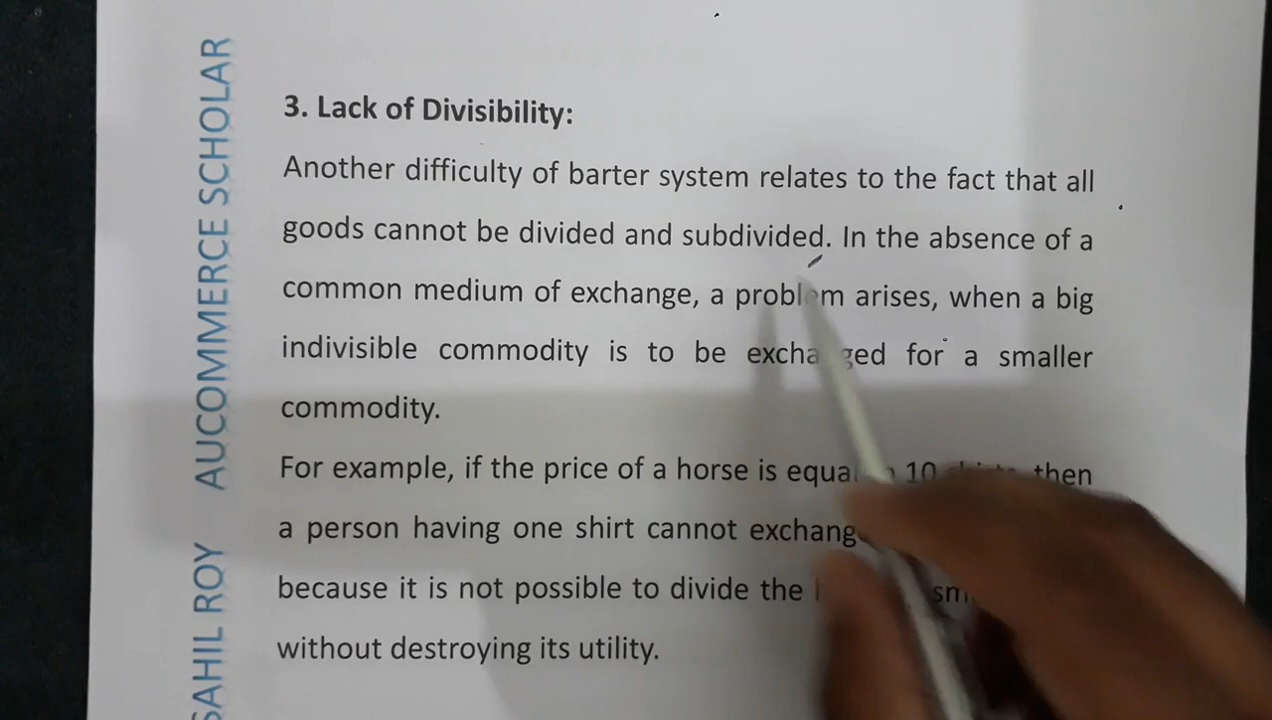 3. Lack of Divisibility:
Another difficulty of barter system relates to the fact that all
goods cannot be divided and subdivided. In the absence of a
common medium of exchange, a problem arises, when a big
indivisible commodity is to be exchanged for a smaller
commodity.
For example, if the price of a horse is equal 10 then
a person having one shirt cannot exchange
because it is not possible to divide the
without destroying its utility.
SAHIL ROY AUCOMMERCE SCHOLAR